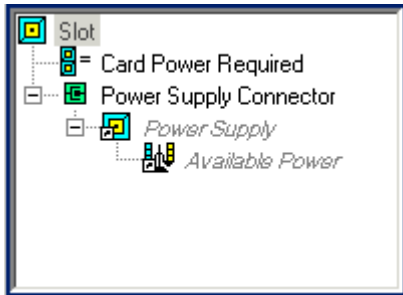 Slot
= Card Power Required
Power Supply Connector
Power Supply
Available Power